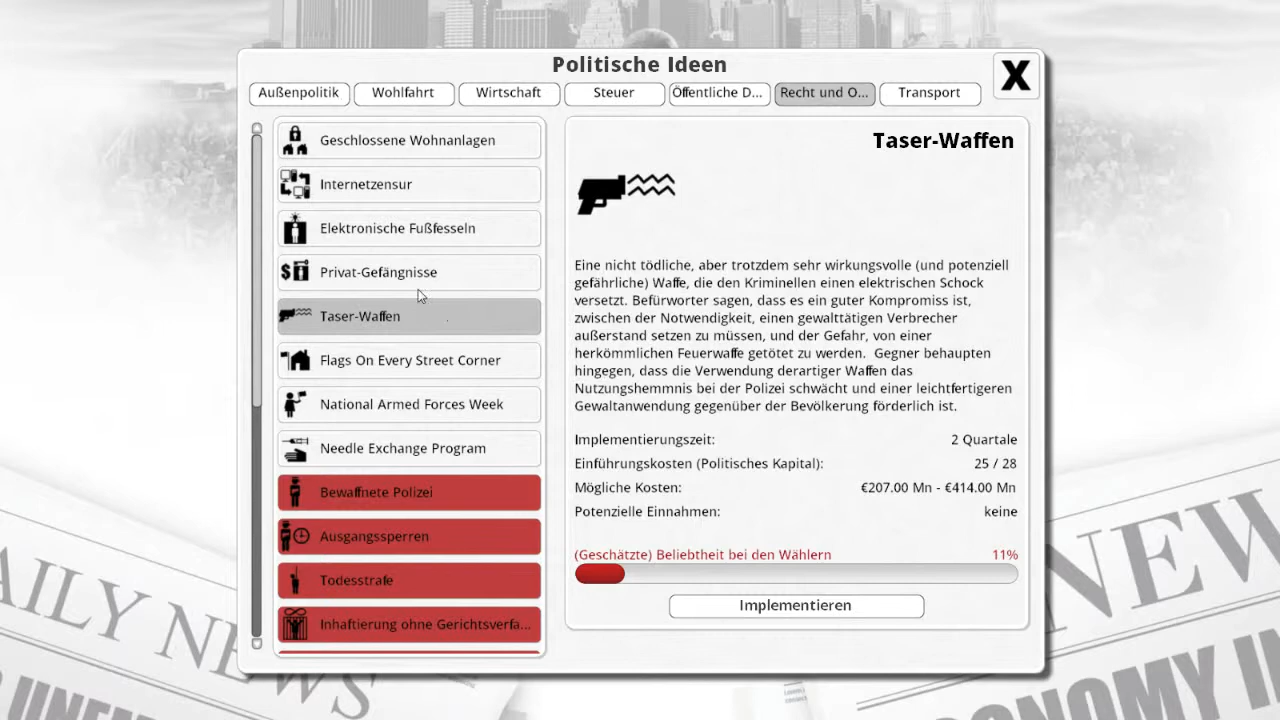 Politische Ideen
X
Außenpolitik
Wohlfahrt
Wirtschaft
Steuer
Öffentliche D...
Recht und O...
Transport
Geschlossene Wohnanlagen
Internetzensur
Elektronische Fußfesseln
Privat-Gefängnisse
Taser-Waffen
Flags On Every Street Corner
National Armed Forces Week
Needle Exchange Program
Bewaffnete Polizei
Ausgangssperren
Todesstrafe
Inhaftierung ohne Gerichtsverfa...
Taser-Waffen
Eine nicht tödliche, aber trotzdem sehr wirkungsvolle (und potenziell
gefährliche) Waffe, die den Kriminellen einen elektrischen Schock
versetzt. Befürworter sagen, dass es ein guter Kompromiss ist,
zwischen der Notwendigkeit, einen gewalttätigen Verbrecher
außerstand setzen zu müssen, und der Gefahr, von einer
herkömmlichen Feuerwaffe getötet zu werden. Gegner behaupten
hingegen, dass die Verwendung derartiger Waffen das
Nutzungshemmnis bei der Polizei schwächt und einer leichtfertigeren
Gewaltanwendung gegenüber der Bevölkerung förderlich ist.
Implementierungszeit: 2 Quartale
Einführungskosten (Politisches Kapital): 25 / 28
Mögliche Kosten: €207.00 Mn - €414.00 Mn
Potenzielle Einnahmen: keine
(Geschätzte) Beliebtheit bei den Wählern 11%
Implementieren
AILY NEWS
NEW
ONOMY IN